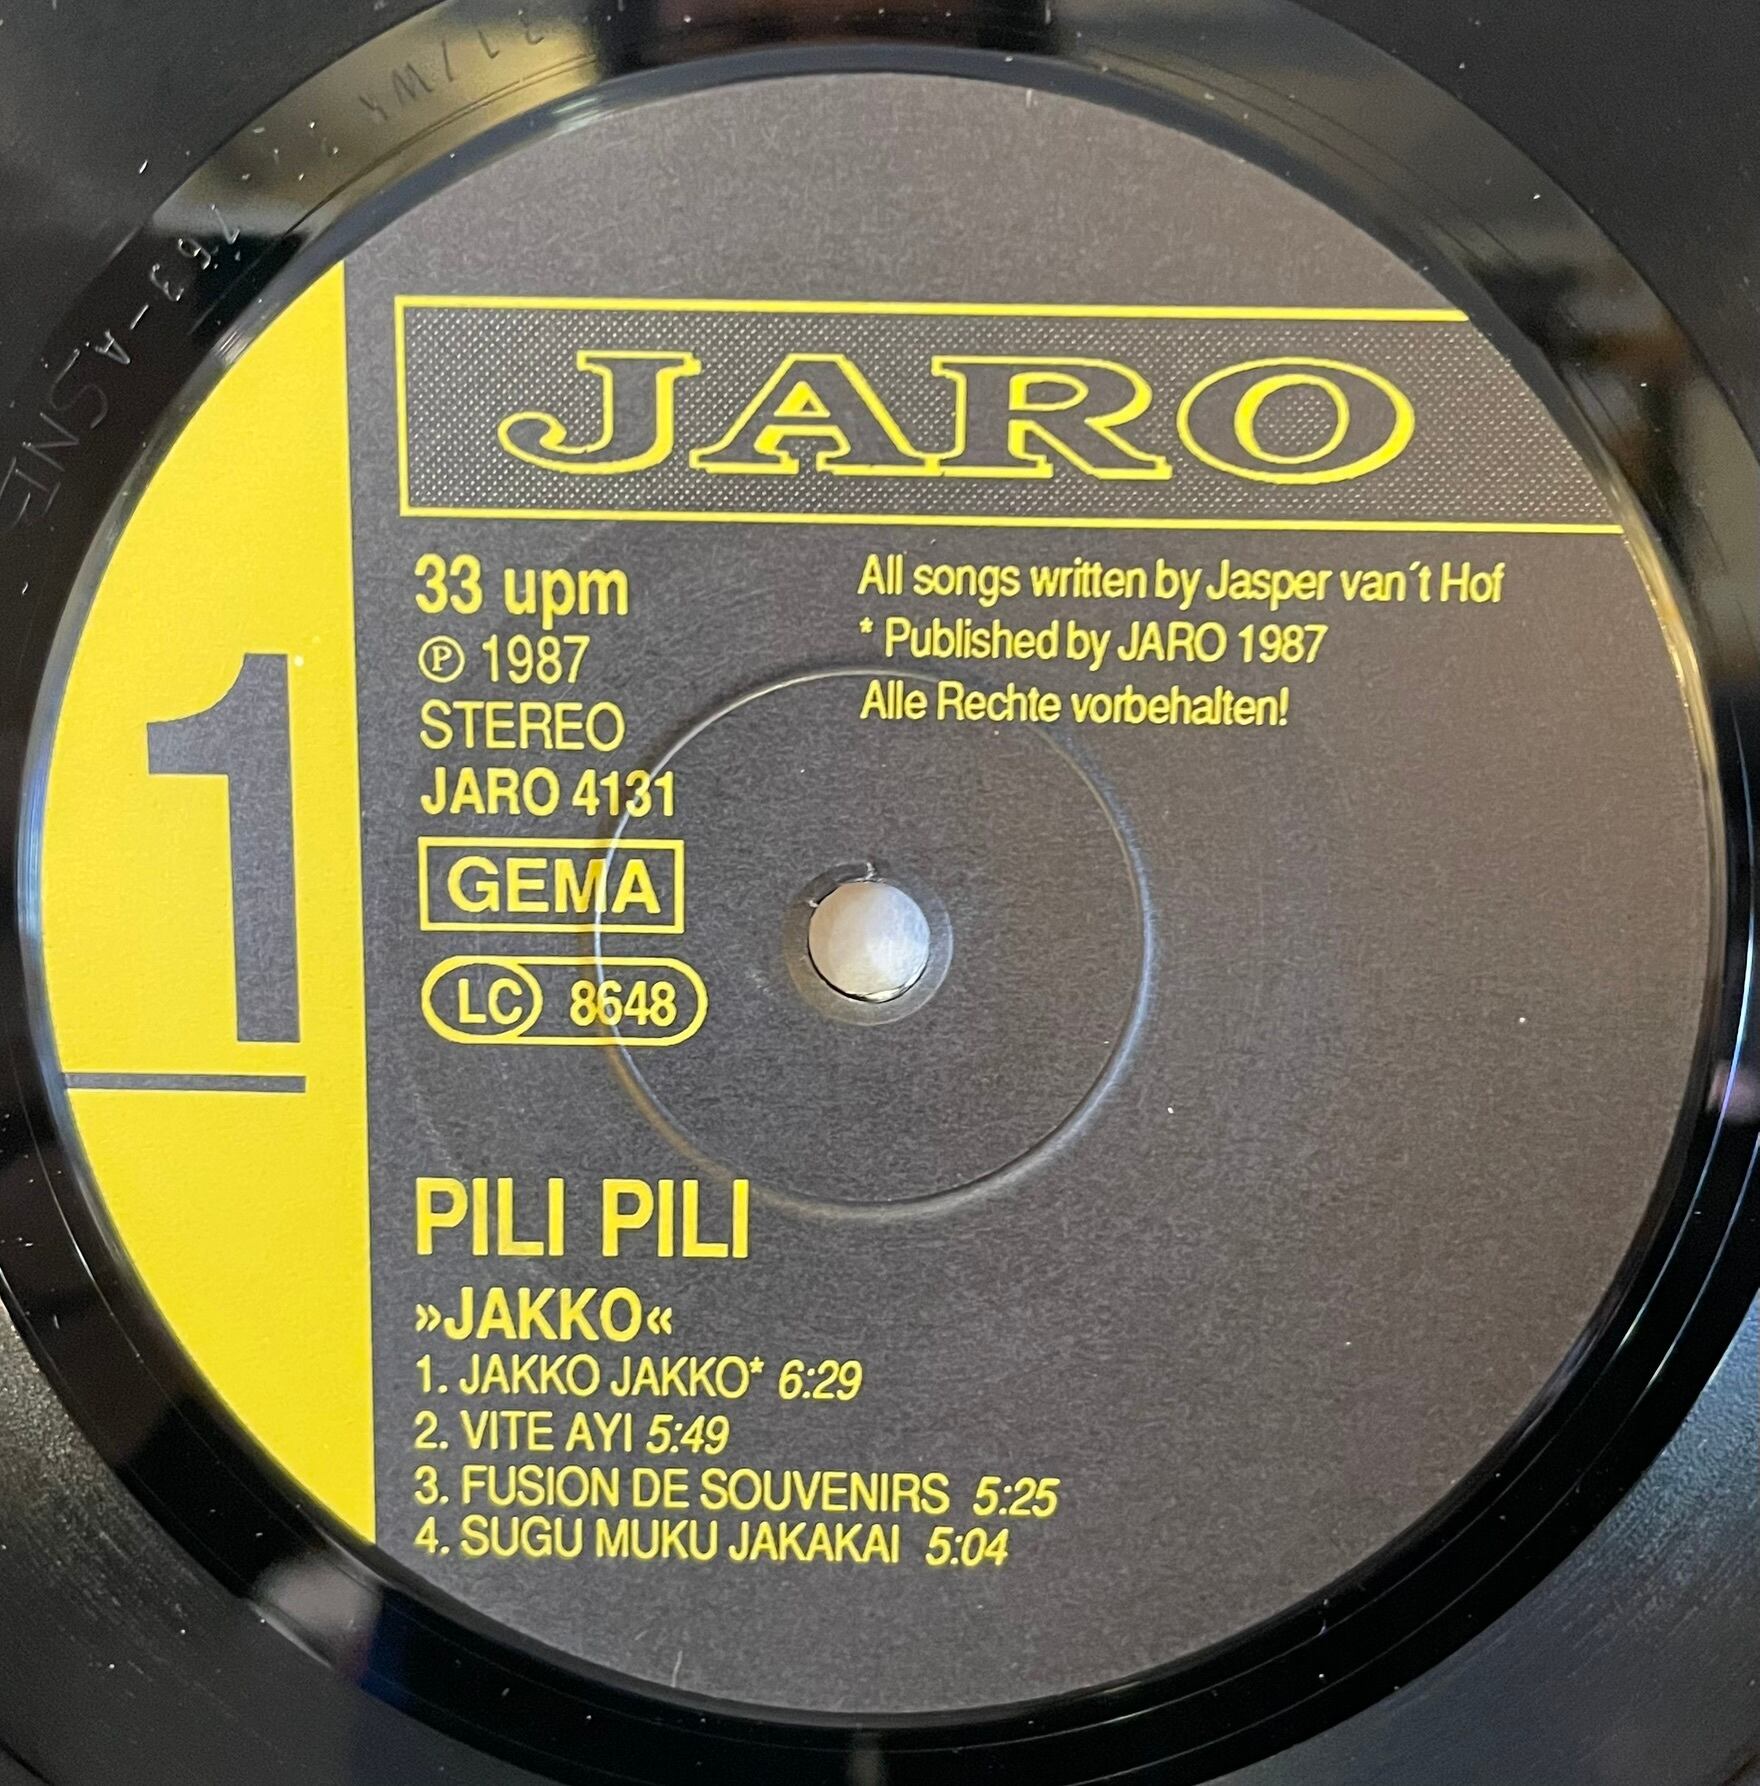 JARO
1
33 upm
℗ 1987
STEREO
JARO 4131
GEMA
LC 8648
All songs written by Jasper van´t Hof
* Published by JARO 1987
Alle Rechte vorbehalten!
PILI PILI
»JAKKO«
1. JAKKO JAKKO* 6:29
2. VITE AYI 5:49
3. FUSION DE SOUVENIRS 5:25
4. SUGU MUKU JAKAKAI 5:04